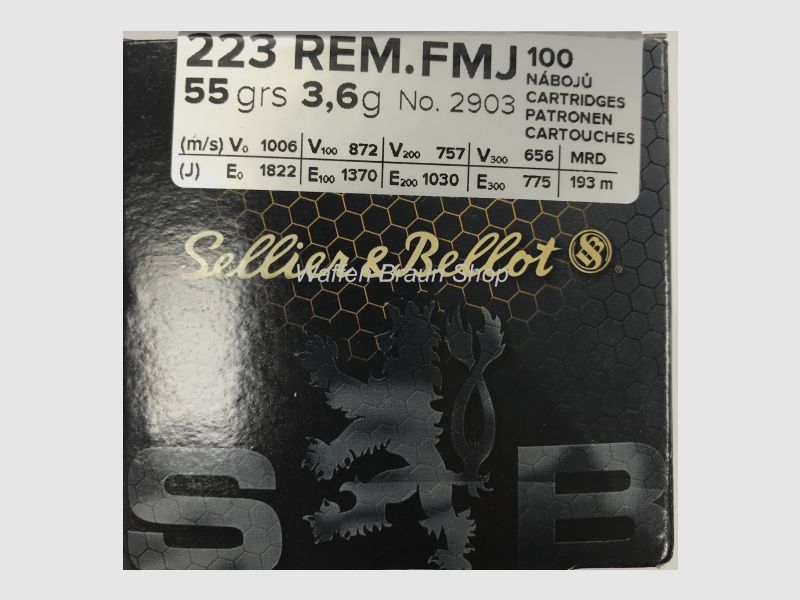 223 REM.FMJ 100
55 grs 3,6g No. 2903
NÁBOJŮ
CARTRIDGES
PATRONEN
CARTOUCHES
(m/s) V0 1006 V100 872 V200 757 V300 656 MRD
(J) E0 1822 E100 1370 E200 1030 E300 775 193 m
Sellier & Bellot SB ®
Waffen Braun Shop
S B